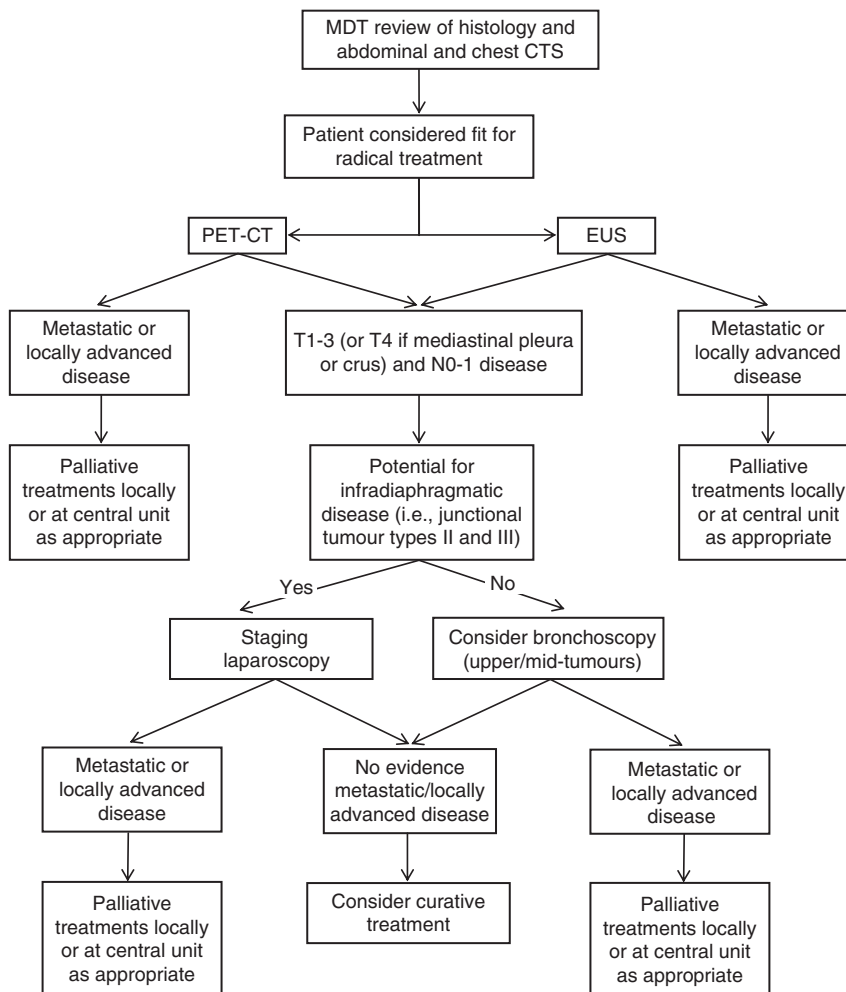 MDT review of histology and
abdominal and chest CTS
Patient considered fit for
radical treatment
PET-CT
EUS
Metastatic or
locally advanced
disease
T1-3 (or T4 if mediastinal pleura
or crus) and N0-1 disease
Metastatic or
locally advanced
disease
Palliative
treatments locally
or at central unit
as appropriate
Potential for
infradiaphragmatic
disease (i.e., junctional
tumour types II and III)
Palliative
treatments locally
or at central unit
as appropriate
Yes
No
Staging
laparoscopy
Consider bronchoscopy
(upper/mid-tumours)
Metastatic or
locally advanced
disease
No evidence
metastatic/locally
advanced disease
Metastatic or
locally advanced
disease
Palliative
treatments locally
or at central unit
as appropriate
Consider curative
treatment
Palliative
treatments locally
or at central unit
as appropriate